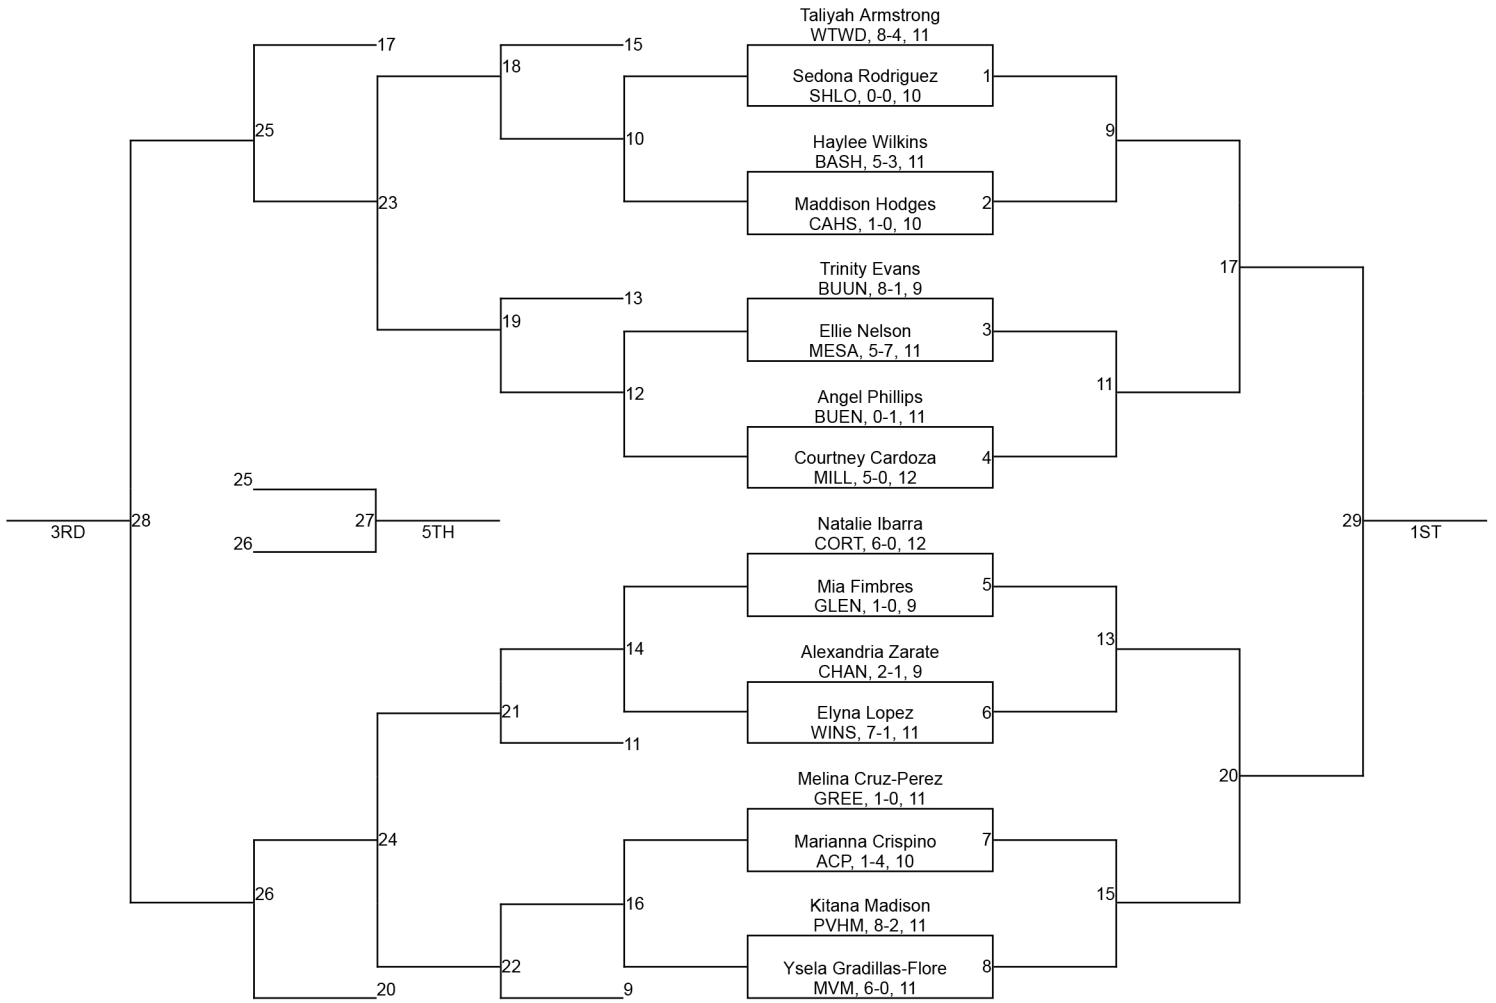 Taliyah Armstrong
WTWD, 8-4, 11
17
15
18
Sedona Rodriguez
1
SHLO, 0-0, 10
25
9
10
Haylee Wilkins
BASH, 5-3, 11
23
Maddison Hodges
2
CAHS, 1-0, 10
Trinity Evans
17
BUUN, 8-1, 9
13
19
Ellie Nelson
3
MESA, 5-7, 11
11
12
Angel Phillips
BUEN, 0-1, 11
Courtney Cardoza
4
MILL, 5-0, 12
25
3RD
28
27
5TH
26
Natalie Ibarra
CORT, 6-0, 12
29
1ST
Mia Fimbres
5
GLEN, 1-0, 9
14
13
Alexandria Zarate
CHAN, 2-1, 9
21
Elyna Lopez
6
WINS, 7-1, 11
11
Melina Cruz-Perez
20
GREE, 1-0, 11
24
Marianna Crispino
7
ACP, 1-4, 10
26
16
15
Kitana Madison
PVHM, 8-2, 11
22
Ysela Gradillas-Flore
8
MVM, 6-0, 11
20
9